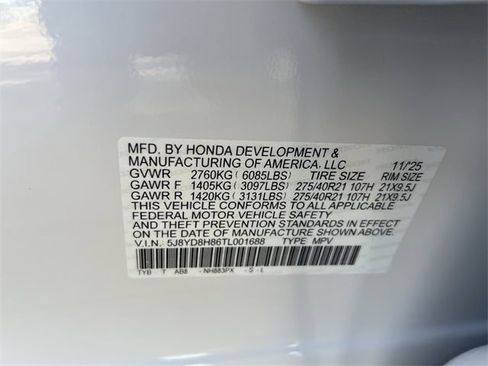 MFD. BY HONDA DEVELOPMENT &
MANUFACTURING OF AMERICA, LLC 11/25
GVWR 2760KG(6085LBS) TIRE SIZE RIM SIZE
GAWR F 1405KG(3097LBS) 275/40R21 107H 21X9.5J
GAWR R 1420KG(3131LBS) 275/40R21 107H 21X9.5J
THIS VEHICLE CONFORMS TO ALL APPLICABLE
FEDERAL MOTOR VEHICLE SAFETY
AND THEFT PREVENTION STANDARDS IN EFFECT ON
THE DATE OF MANUFACTURE SHOWN ABOVE.
V.I.N.: 5J8YD8H86TL001688 TYPE: MPV
TYB T AB8 -NH883PX -S -L